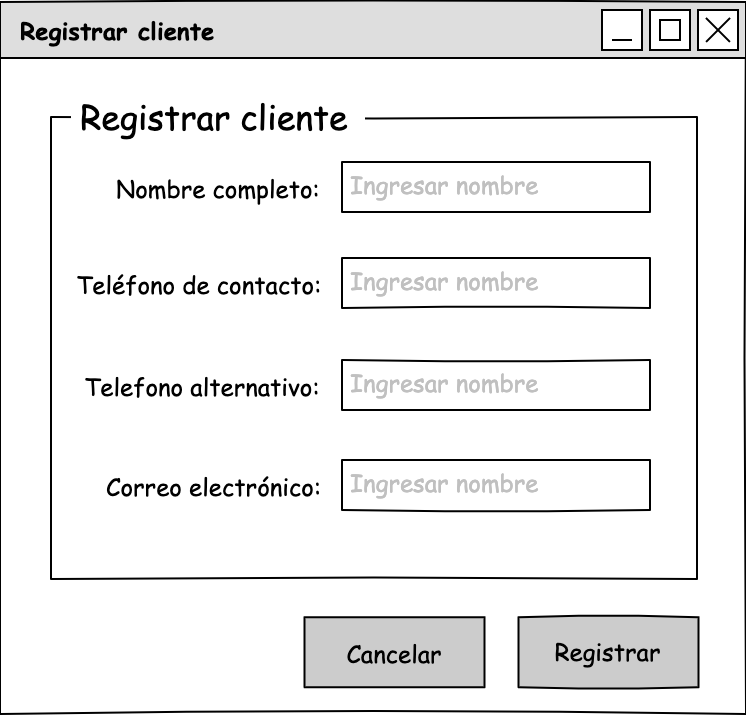 Registrar cliente
Registrar cliente
Nombre completo: Ingresar nombre
Teléfono de contacto: Ingresar nombre
Telefono alternativo: Ingresar nombre
Correo electrónico: Ingresar nombre
Cancelar Registrar